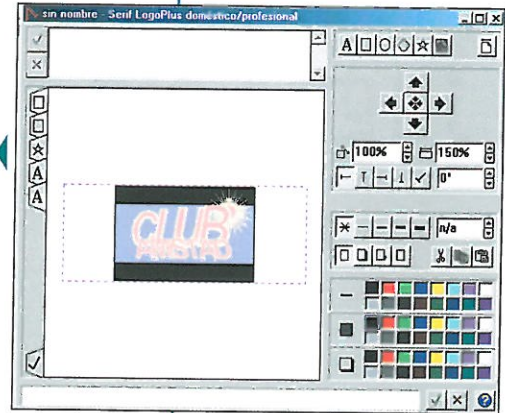 sin nombre - Serif LogoPlus doméstico/profesional
A
100%
150%
0°
n/a
A
A
CLUB
AMISTAD